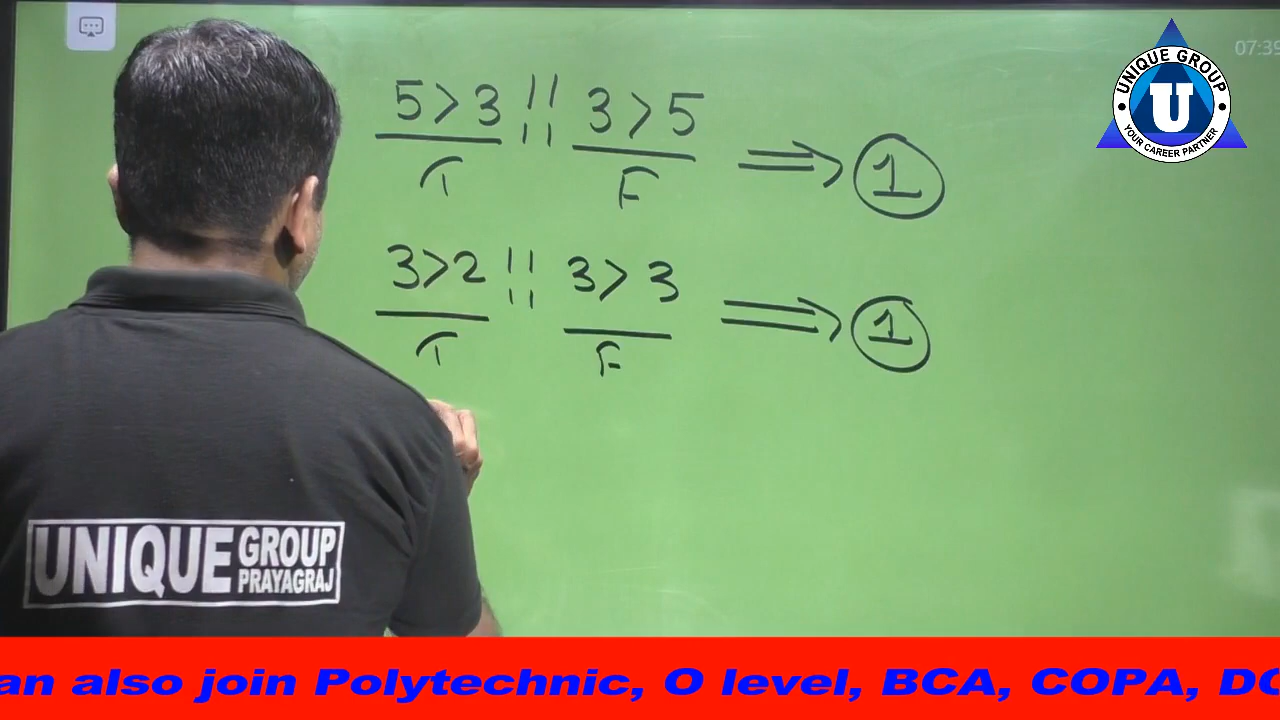 07:39
UNIQUE GROUP
U
YOUR CAREER PARTNER
5>3 || 3>5 ⇒ 1
T F
3>2 || 3>3 ⇒ 1
T F
UNIQUE GROUP PRAYAGRAJ
an also join Polytechnic, O level, BCA, COPA,